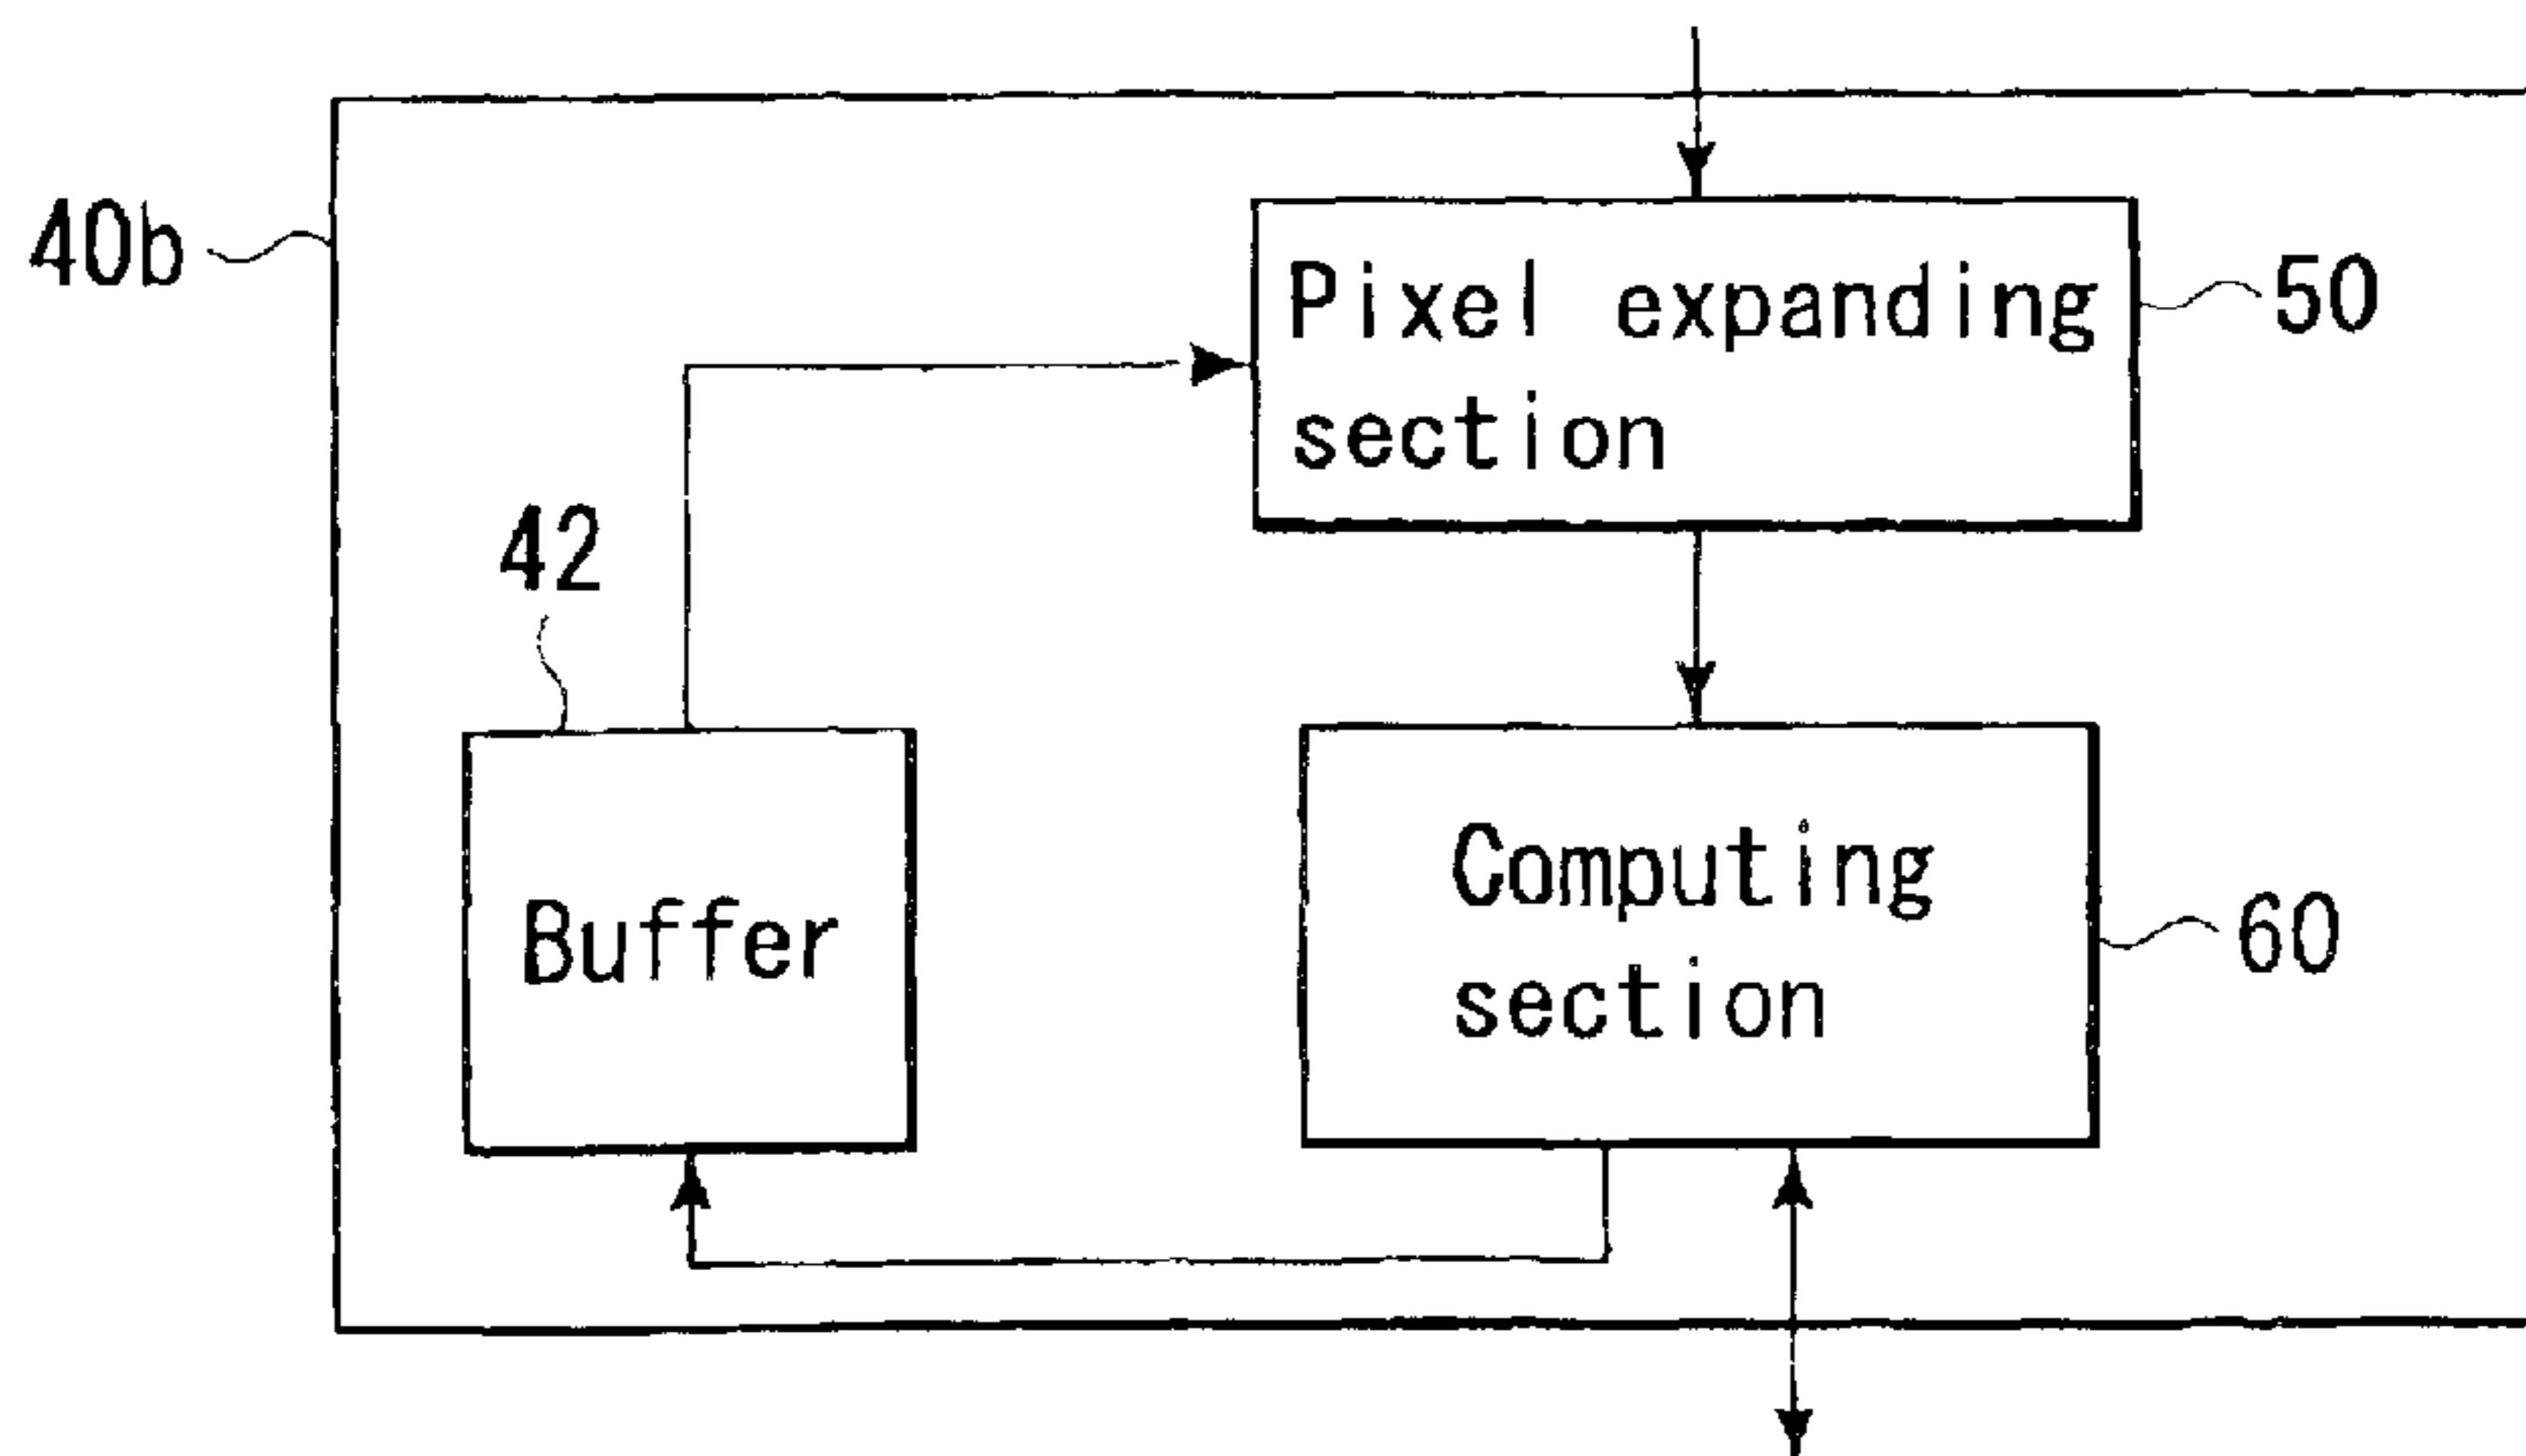 40b
Pixel expanding
section
50
42
Buffer
Computing
section
60